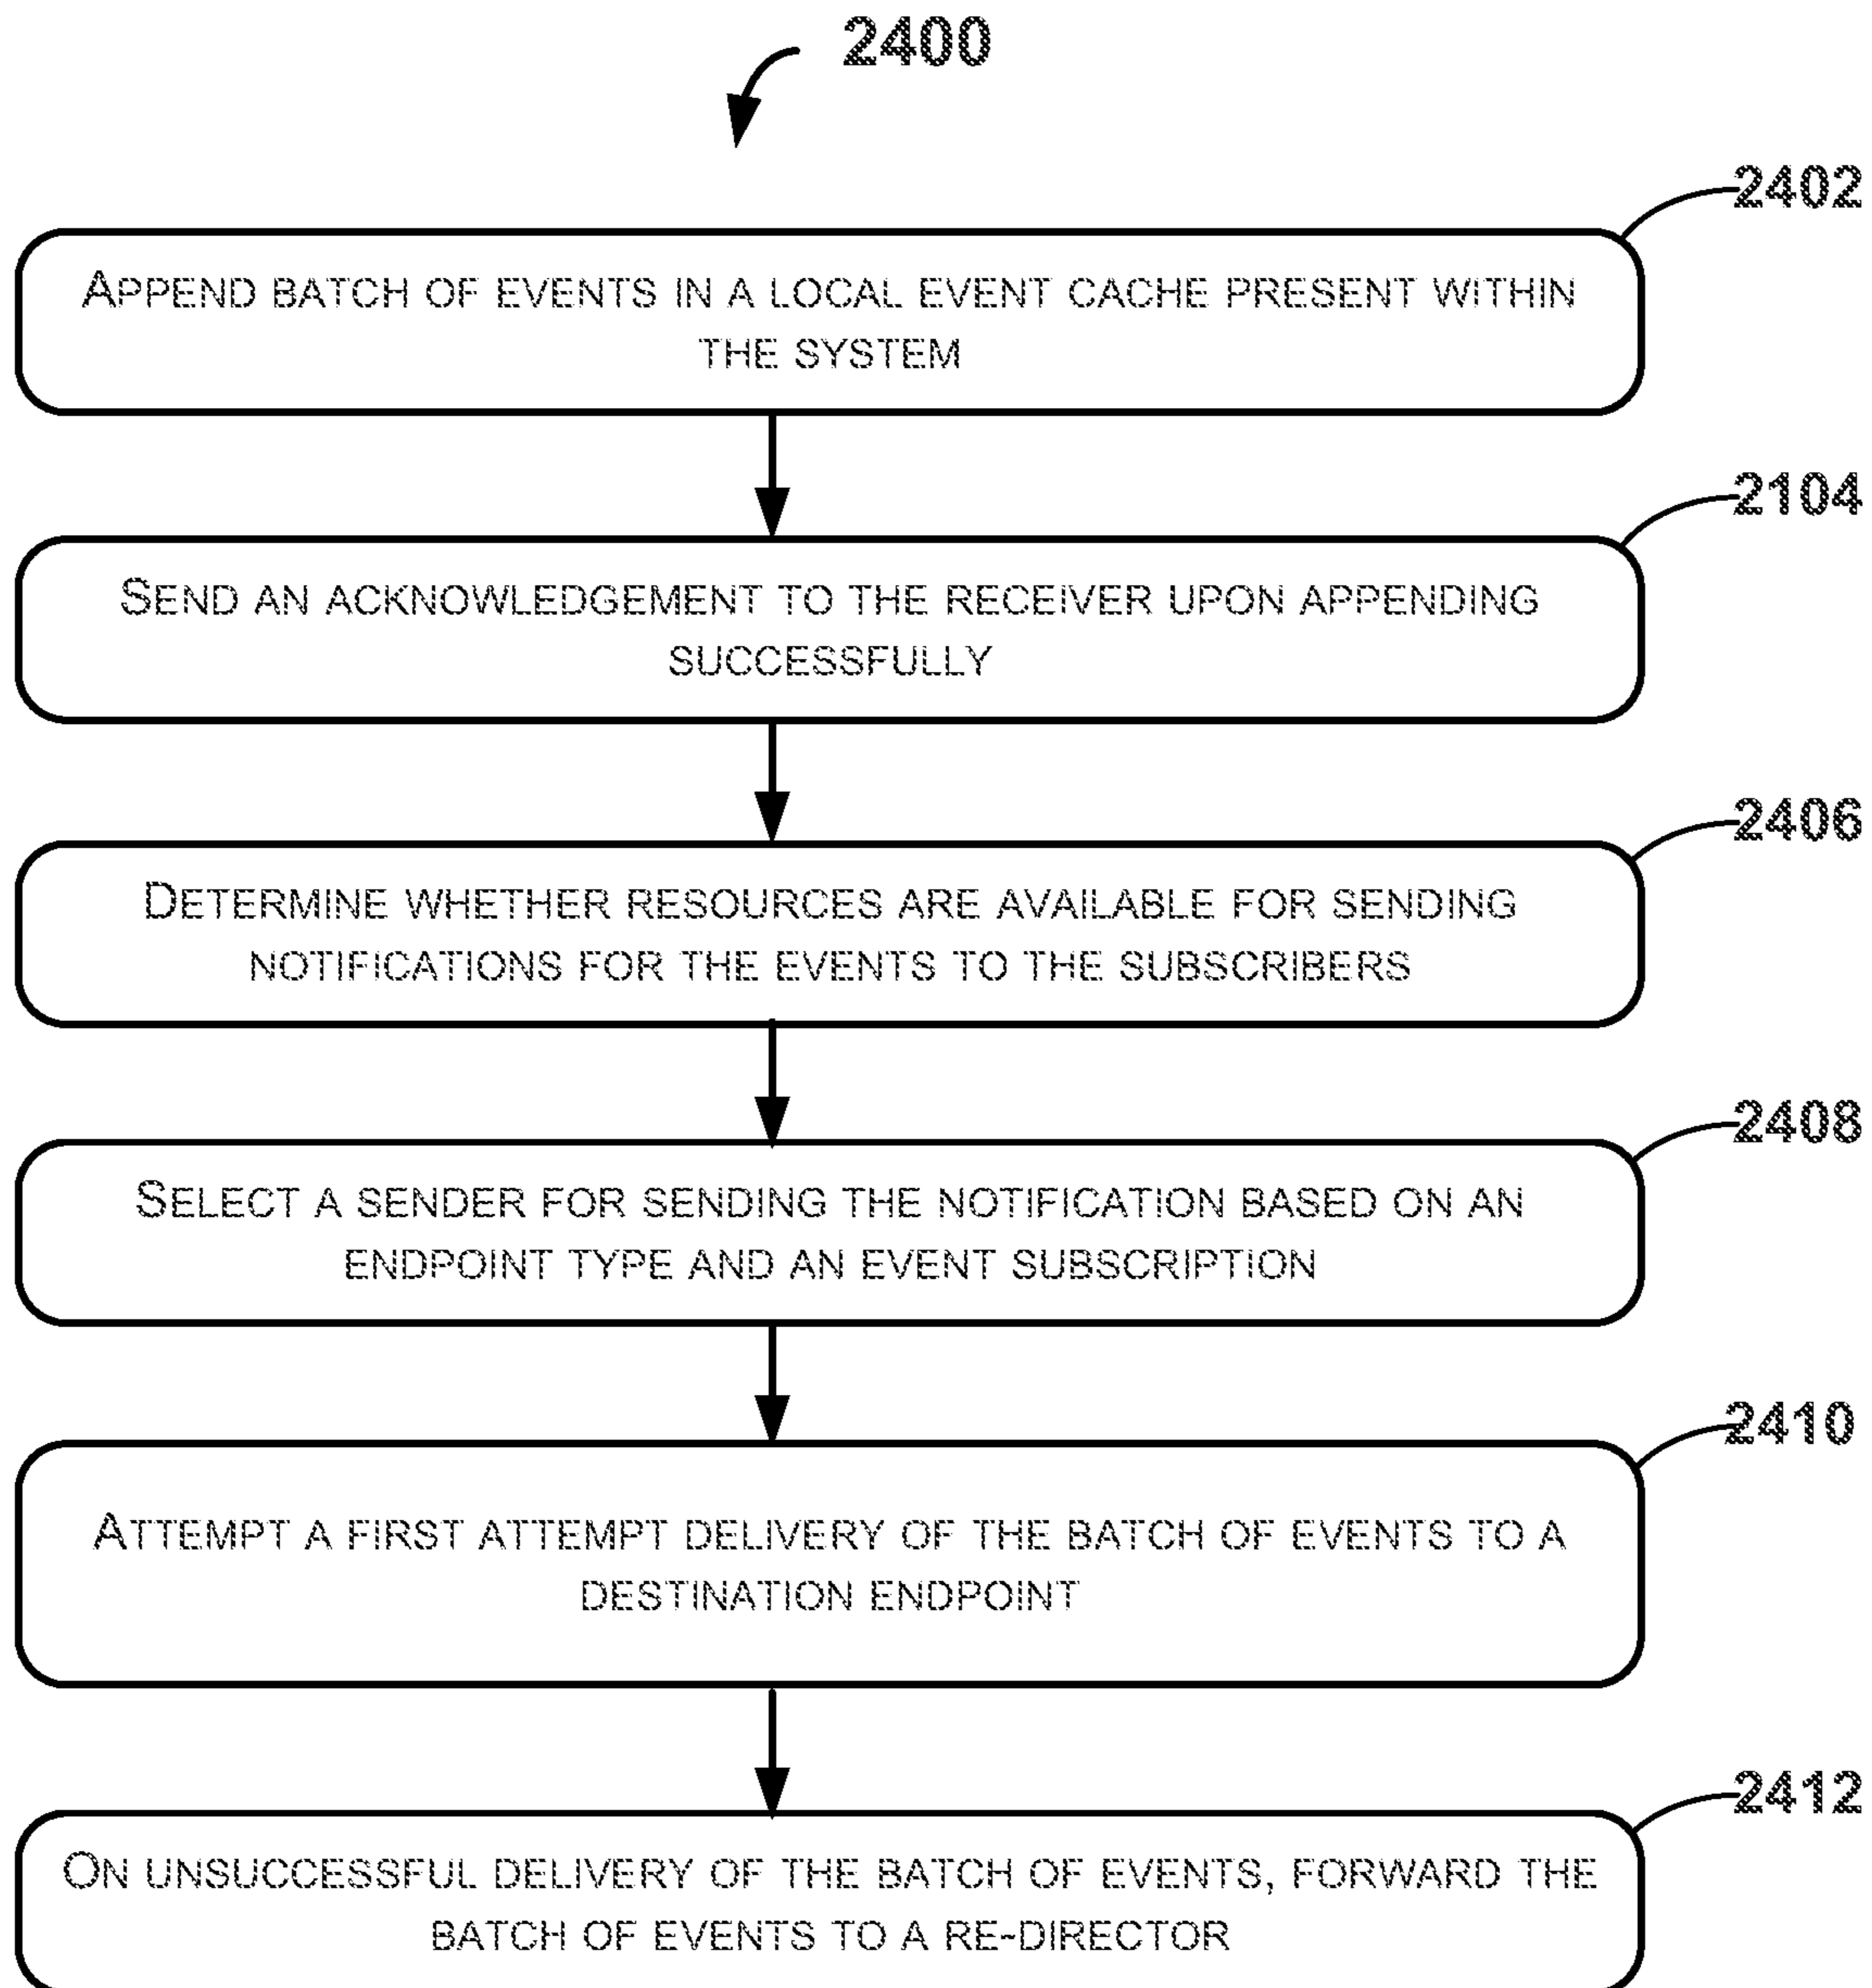 2400
2402
APPEND BATCH OF EVENTS IN A LOCAL EVENT CACHE PRESENT WITHIN
THE SYSTEM
2104
SEND AN ACKNOWLEDGEMENT TO THE RECEIVER UPON APPENDING
SUCCESSFULLY
2406
DETERMINE WHETHER RESOURCES ARE AVAILABLE FOR SENDING
NOTIFICATIONS FOR THE EVENTS TO THE SUBSCRIBERS
2408
SELECT A SENDER FOR SENDING THE NOTIFICATION BASED ON AN
ENDPOINT TYPE AND AN EVENT SUBSCRIPTION
2410
ATTEMPT A FIRST ATTEMPT DELIVERY OF THE BATCH OF EVENTS TO A
DESTINATION ENDPOINT
2412
ON UNSUCCESSFUL DELIVERY OF THE BATCH OF EVENTS, FORWARD THE
BATCH OF EVENTS TO A RE-DIRECTOR